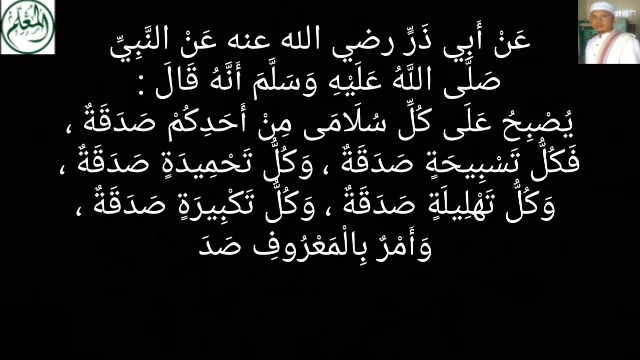 عَنْ أَبِي ذَرٍّ رضي الله عنه عَنْ النَّبِيِّ
صَلَّى اللَّهُ عَلَيْهِ وَسَلَّمَ أَنَّهُ قَالَ :
يُصْبِحُ عَلَى كُلِّ سُلَامَى مِنْ أَحَدِكُمْ صَدَقَةٌ ،
فَكُلُّ تَسْبِيحَةٍ صَدَقَةٌ ، وَكُلُّ تَحْمِيدَةٍ صَدَقَةٌ ،
وَكُلُّ تَهْلِيلَةٍ صَدَقَةٌ ، وَكُلُّ تَكْبِيرَةٍ صَدَقَةٌ ،
وَأَمْرٌ بِالْمَعْرُوفِ صَدَ